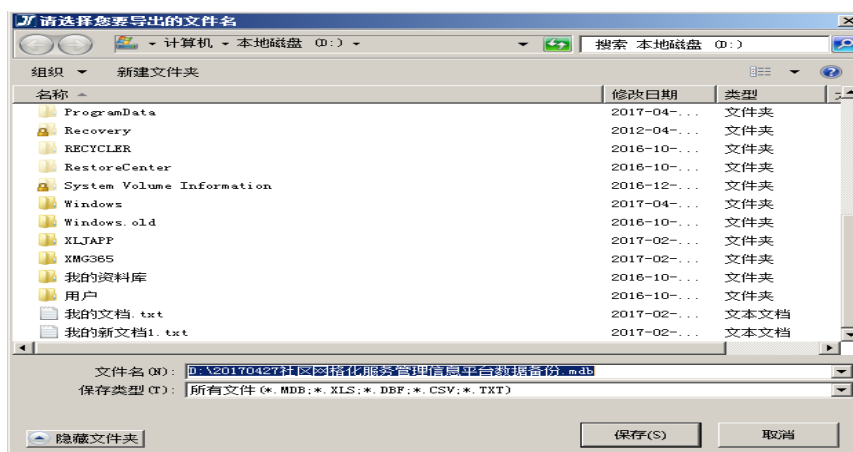 请选择您要导出的文件名
计算机 本地磁盘 (D:) 搜索 本地磁盘 (D:)
组织 新建文件夹
名称 修改日期 类型
ProgramData 2017-04-... 文件夹
Recovery 2012-04-... 文件夹
RECYCLER 2016-10-... 文件夹
RestoreCenter 2016-10-... 文件夹
System Volume Information 2016-12-... 文件夹
Windows 2017-04-... 文件夹
Windows.old 2016-10-... 文件夹
XLJAPP 2017-02-... 文件夹
XMG365 2017-02-... 文件夹
我的资料库 2016-10-... 文件夹
用户 2016-10-... 文件夹
我的文档.txt 2017-02-... 文本文档
我的新文档1.txt 2017-02-... 文本文档
文件名(N): D:\20170427社区网格化服务管理信息平台数据备份.mdb
保存类型(T): 所有文件(*.MDB;*.XLS;*.DBF;*.CSV;*.TXT)
隐藏文件夹 保存(S) 取消